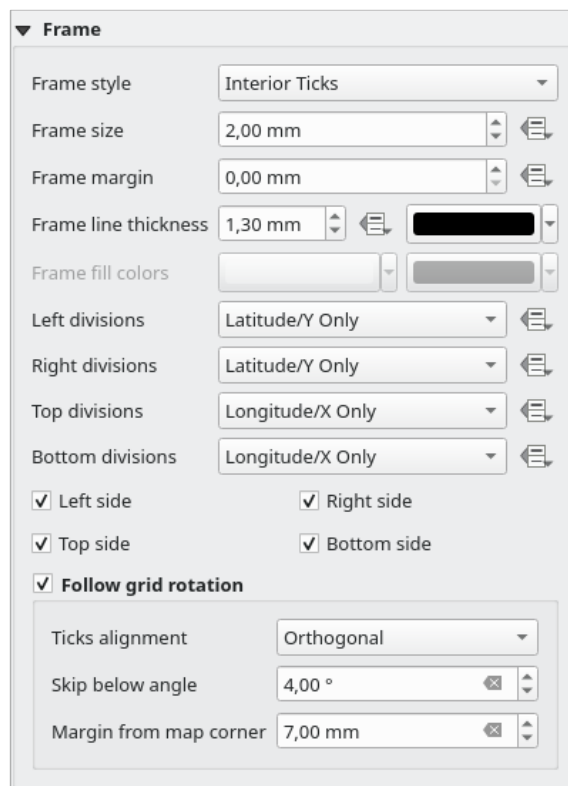 Frame
Frame style Interior Ticks
Frame size 2,00 mm
Frame margin 0,00 mm
Frame line thickness 1,30 mm
Frame fill colors
Left divisions Latitude/Y Only
Right divisions Latitude/Y Only
Top divisions Longitude/X Only
Bottom divisions Longitude/X Only
Left side Right side
Top side Bottom side
Follow grid rotation
Ticks alignment Orthogonal
Skip below angle 4,00 °
Margin from map corner 7,00 mm